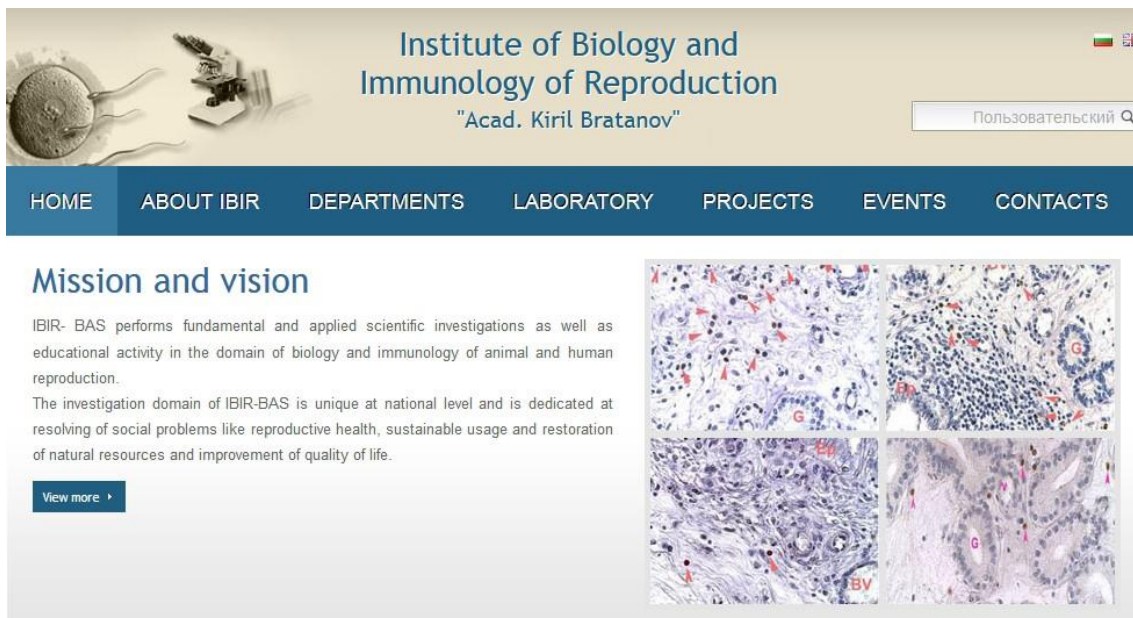 Institute of Biology and
Immunology of Reproduction
"Acad. Kiril Bratanov"
Пользовательский
HOME ABOUT IBIR DEPARTMENTS LABORATORY PROJECTS EVENTS CONTACTS
Mission and vision
IBIR- BAS performs fundamental and applied scientific investigations as well as
educational activity in the domain of biology and immunology of animal and human
reproduction.
The investigation domain of IBIR-BAS is unique at national level and is dedicated at
resolving of social problems like reproductive health, sustainable usage and restoration
of natural resources and improvement of quality of life.
View more
G
G
Ep
Ep
BV
V
G